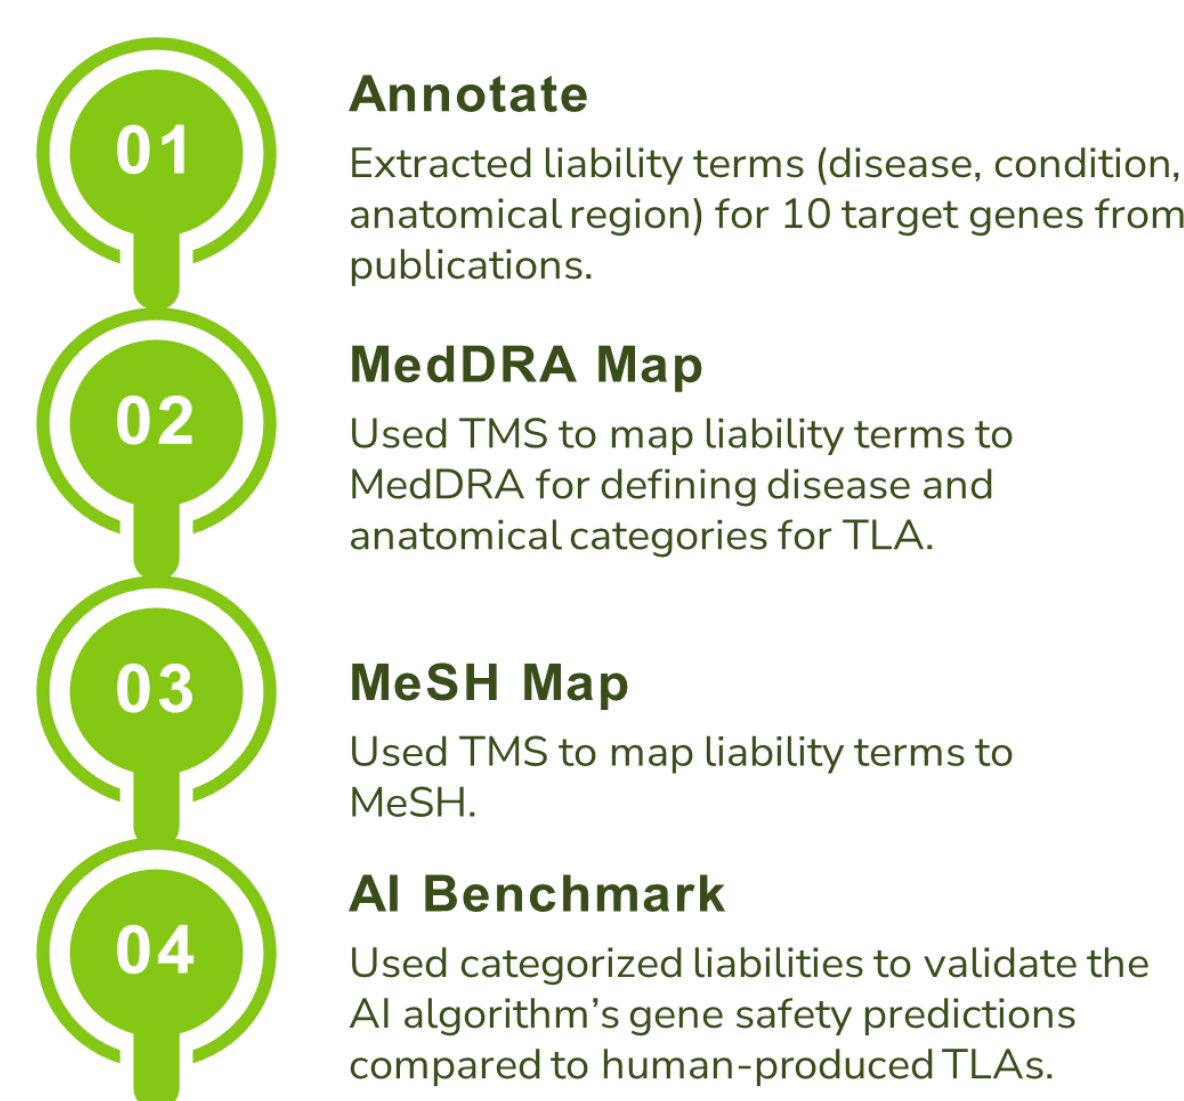 01
Annotate
Extracted liability terms (disease, condition,
anatomical region) for 10 target genes from
publications.
02
MedDRA Map
Used TMS to map liability terms to
MedDRA for defining disease and
anatomical categories for TLA.
03
MeSH Map
Used TMS to map liability terms to
MeSH.
04
AI Benchmark
Used categorized liabilities to validate the
AI algorithm’s gene safety predictions
compared to human-produced TLAs.